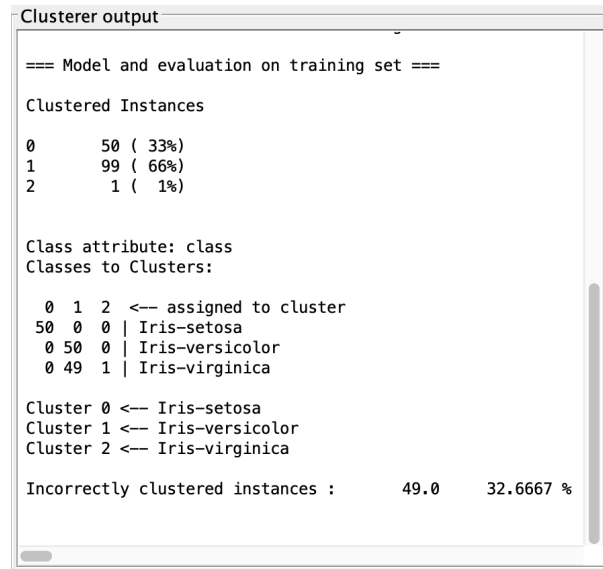 Clusterer output
=== Model and evaluation on training set ===
Clustered Instances
0       50 ( 33%)
1       99 ( 66%)
2        1 (  1%)
Class attribute: class
Classes to Clusters:
  0  1  2  <-- assigned to cluster
 50  0  0 | Iris-setosa
  0 50  0 | Iris-versicolor
  0 49  1 | Iris-virginica
Cluster 0 <-- Iris-setosa
Cluster 1 <-- Iris-versicolor
Cluster 2 <-- Iris-virginica
Incorrectly clustered instances :       49.0     32.6667 %